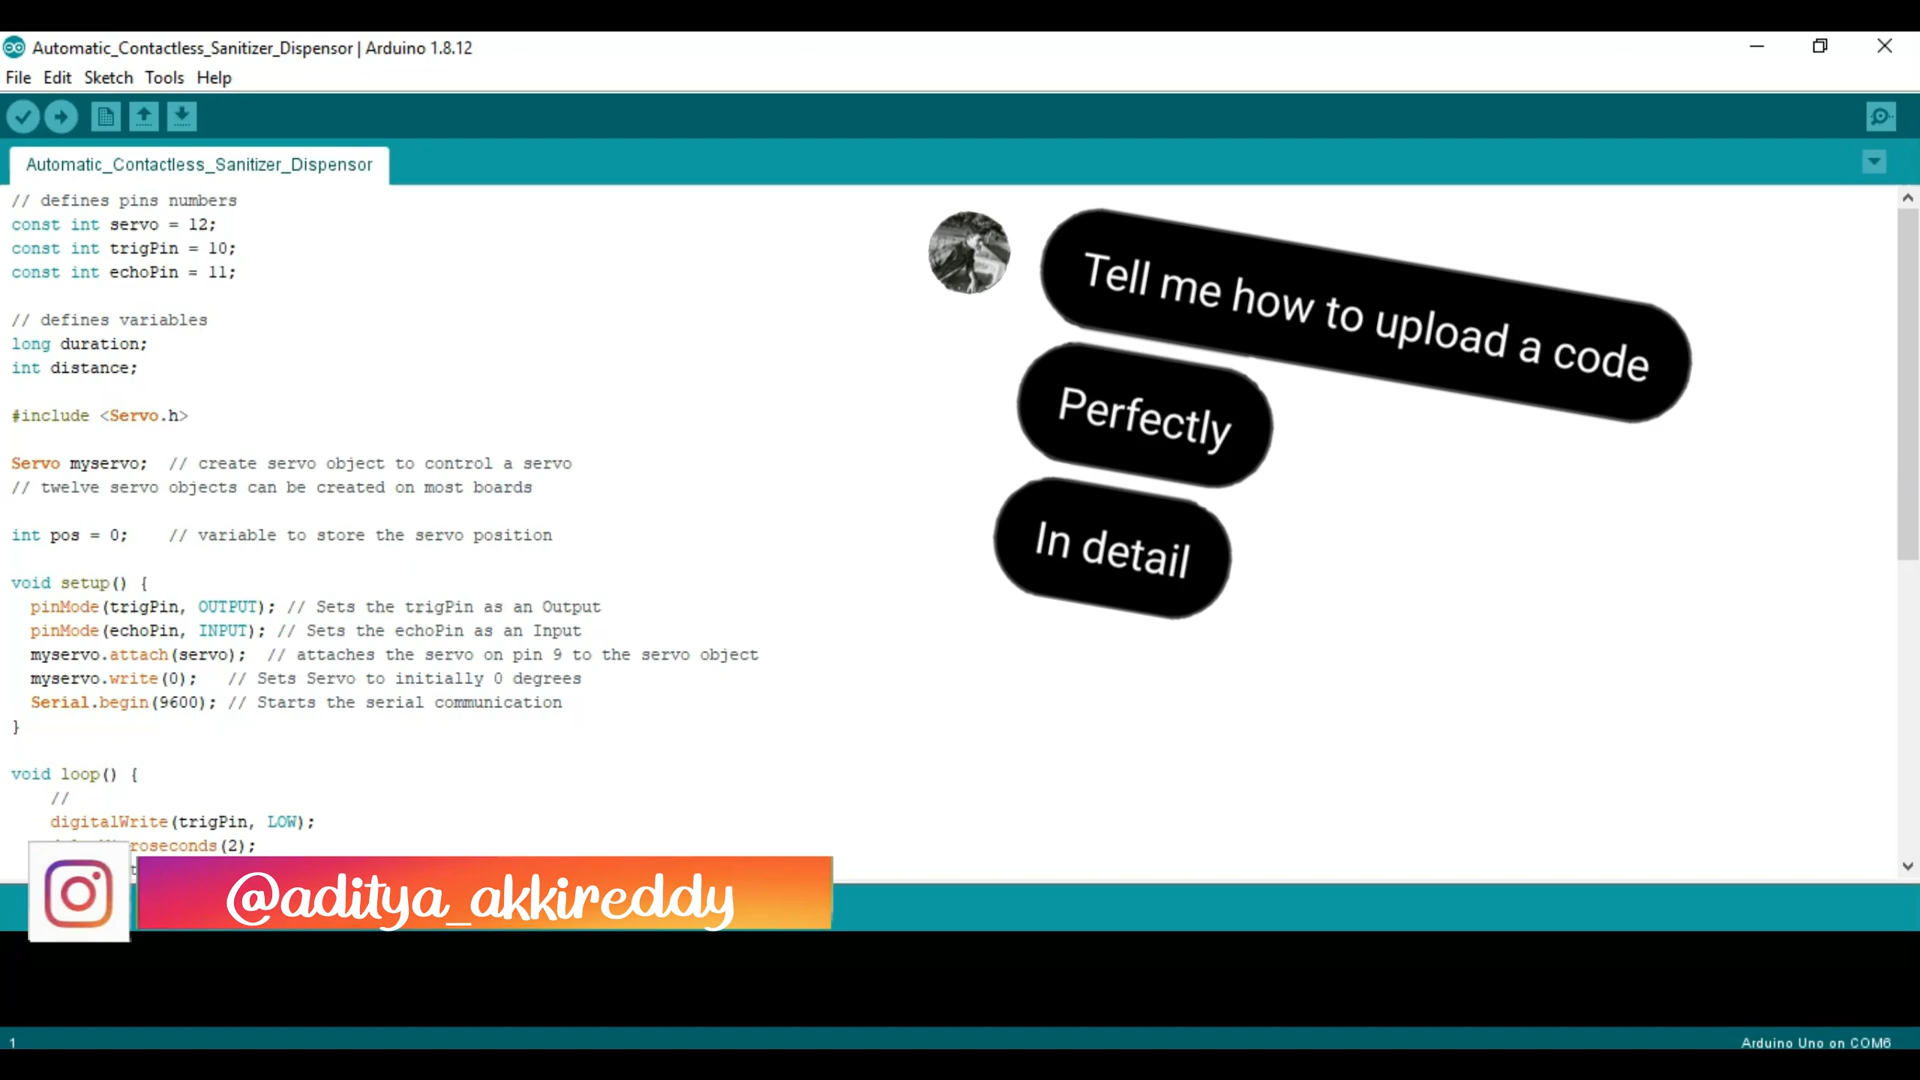 Automatic_Contactless_Sanitizer_Dispensor | Arduino 1.8.12
File Edit Sketch Tools Help
Automatic_Contactless_Sanitizer_Dispensor
// defines pins numbers
const int servo = 12;
const int trigPin = 10;
const int echoPin = 11;
// defines variables
long duration;
int distance;
#include <Servo.h>
Servo myservo;  // create servo object to control a servo
// twelve servo objects can be created on most boards
int pos = 0;    // variable to store the servo position
void setup() {
pinMode(trigPin, OUTPUT); // Sets the trigPin as an Output
pinMode(echoPin, INPUT); // Sets the echoPin as an Input
myservo.attach(servo);  // attaches the servo on pin 9 to the servo object
myservo.write(0);   // Sets Servo to initially 0 degrees
Serial.begin(9600); // Starts the serial communication
}
void loop() {
//
digitalWrite(trigPin, LOW);
roseconds(2);
Tell me how to upload a code
Perfectly
In detail
@aditya_akkireddy
1
Arduino Uno on COM6